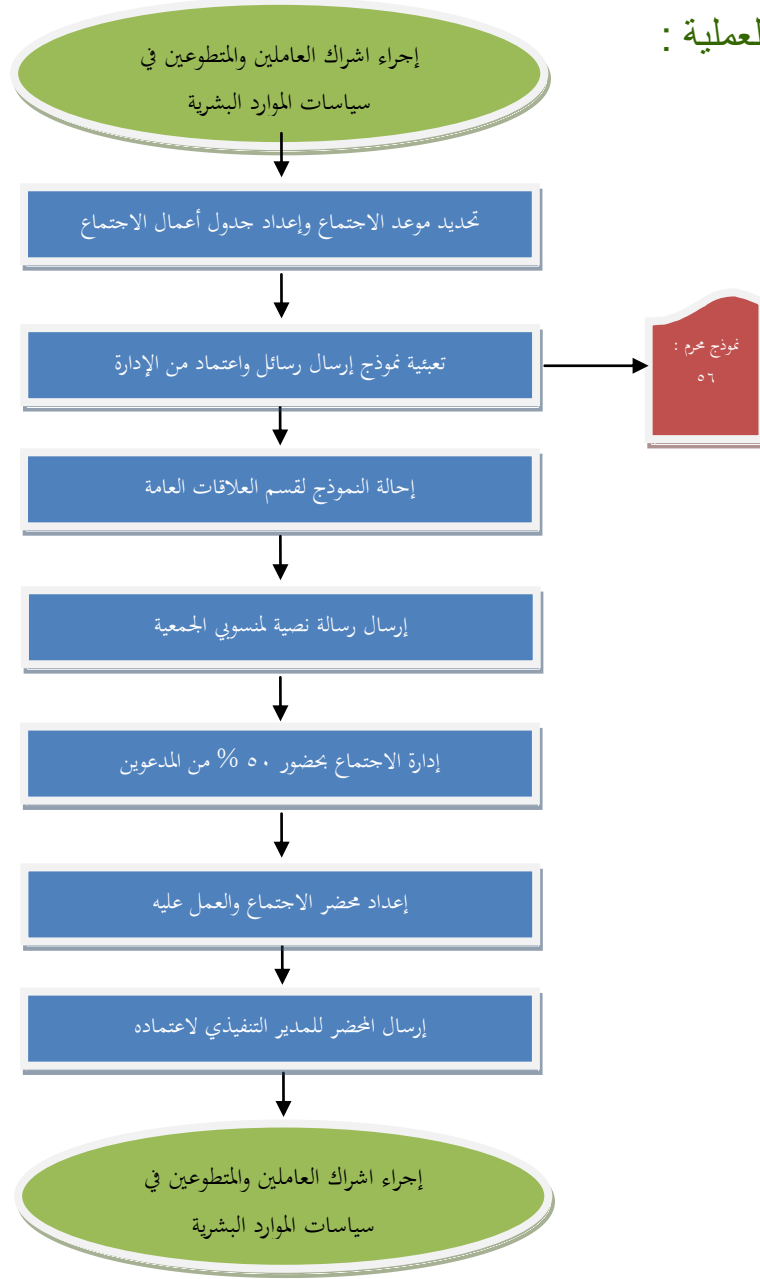 لعملية :
إجراء اشراك العاملين والمتطوعين في
سياسات الموارد البشرية
تحديد موعد الاجتماع وإعداد جدول أعمال الاجتماع
تعبئية نموذج إرسال رسائل واعتماد من الإدارة
نموذج محرم :
٥٦
إحالة النموذج لقسم العلاقات العامة
إرسال رسالة نصية لمنسوبي الجمعية
إدارة الاجتماع بحضور ٥٠ % من المدعوين
إعداد محضر الاجتماع والعمل عليه
إرسال المحضر للمدير التنفيذي لاعتماده
إجراء اشراك العاملين والمتطوعين في
سياسات الموارد البشرية